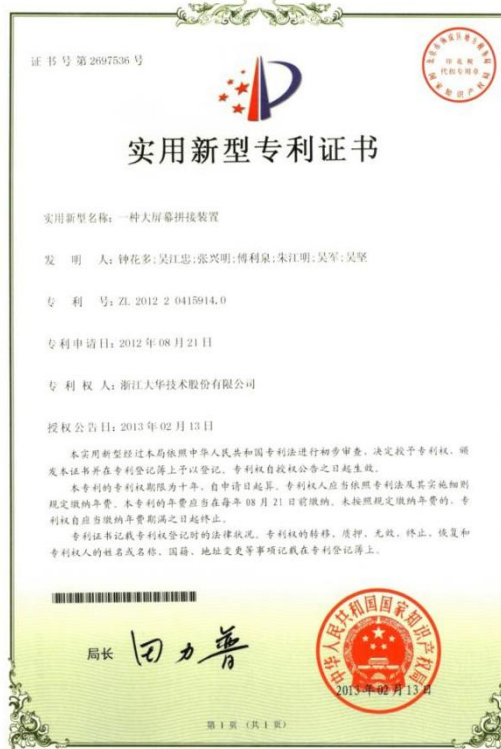 证书号第2697536号
印花税
代扣专用章
实用新型专利证书
实用新型名称：一种大屏幕拼接装置
发 明 人：钟花多;吴江忠;张兴明;傅利泉;朱江明;吴军;吴坚
专 利 号：ZL 2012 2 0415914.0
专利申请日：2012年08月21日
专 利 权 人：浙江大华技术股份有限公司
授权公告日：2013年02月13日
本实用新型经过本局依照中华人民共和国专利法进行初步审查，决定授予专利权，颁
发本证书并在专利登记簿上予以登记。专利权自授权公告之日起生效。
本专利的专利权期限为十年，自申请日起算。专利权人应当依照专利法及其实施细则
规定缴纳年费。本专利的年费应当在每年08月21日前缴纳。未按照规定缴纳年费的，专
利权自应当缴纳年费期满之日起终止。
专利证书记载专利权登记时的法律状况。专利权的转移、质押、无效、终止、恢复和
专利权人的姓名或名称、国籍、地址变更等事项记载在专利登记簿上。
局长 田力普
中华人民共和国国家知识产权局
2013年02月13日
第1页（共1页）